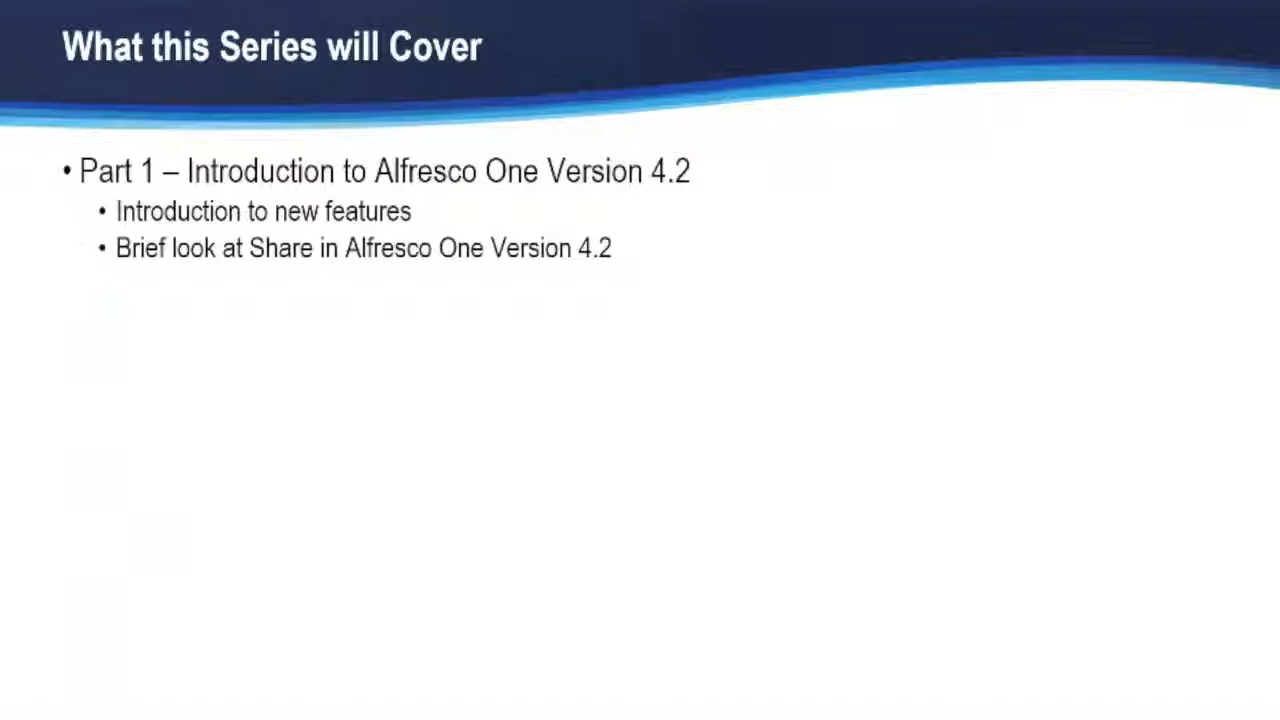 What this Series will Cover
• Part 1 – Introduction to Alfresco One Version 4.2
• Introduction to new features
• Brief look at Share in Alfresco One Version 4.2